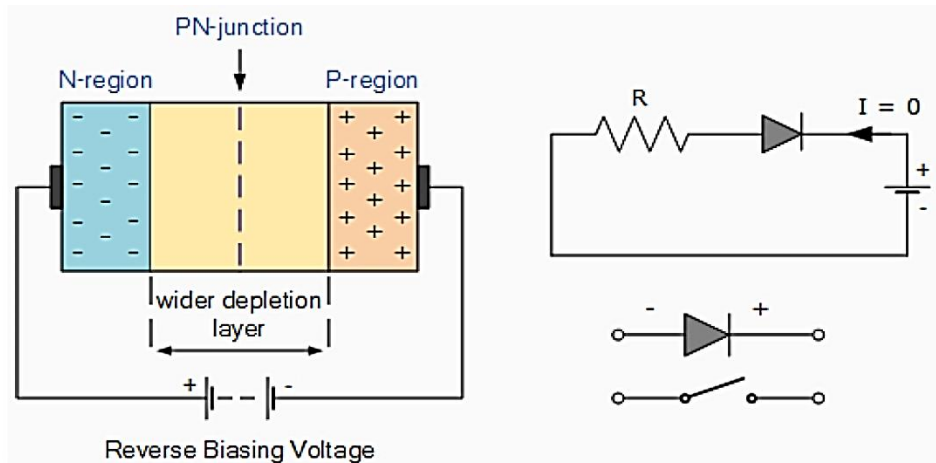 PN-junction
N-region
P-region
- - - - - - - - - - - - - -
+ + + + + + + + + + + + + +
wider depletion
layer
+ -
Reverse Biasing Voltage
R
I = 0
+
-
- +